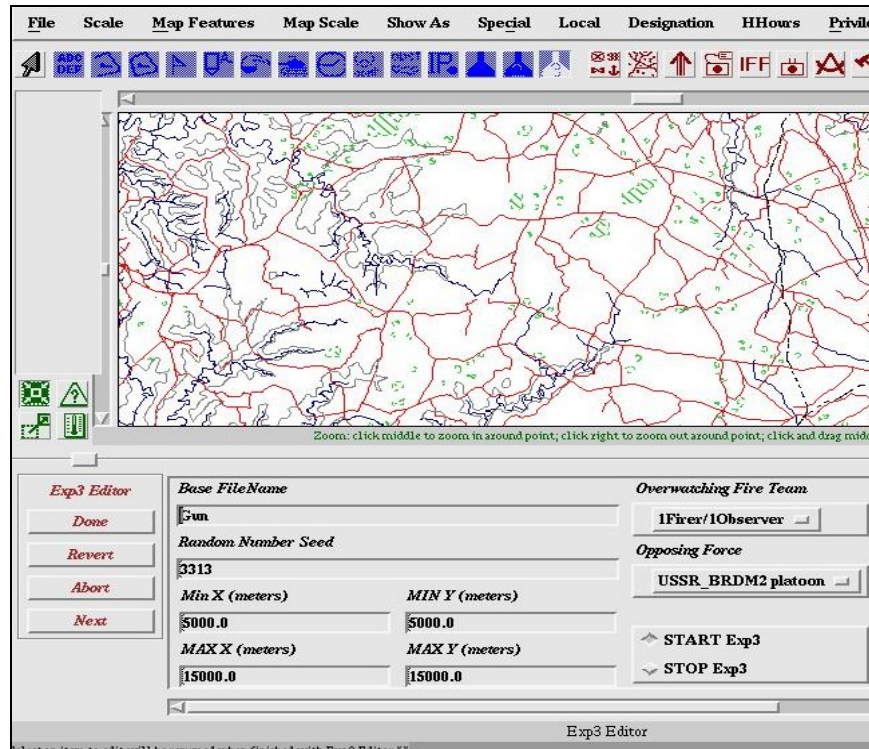 File Scale Map Features Map Scale Show As Special Local Designation HHours Privile
ABC
DEF
IP
IFF
Zoom: click middle to zoom in around point; click right to zoom out around point; click and drag midd
Exp3 Editor
Done
Revert
Abort
Next
Base FileName
Gun
Random Number Seed
3313
Min X (meters) MIN Y (meters)
5000.0 5000.0
MAX X (meters) MAX Y (meters)
15000.0 15000.0
Overwatching Fire Team
1Firer/1Observer
Opposing Force
USSR_BRDM2 platoon
START Exp3
STOP Exp3
Exp3 Editor